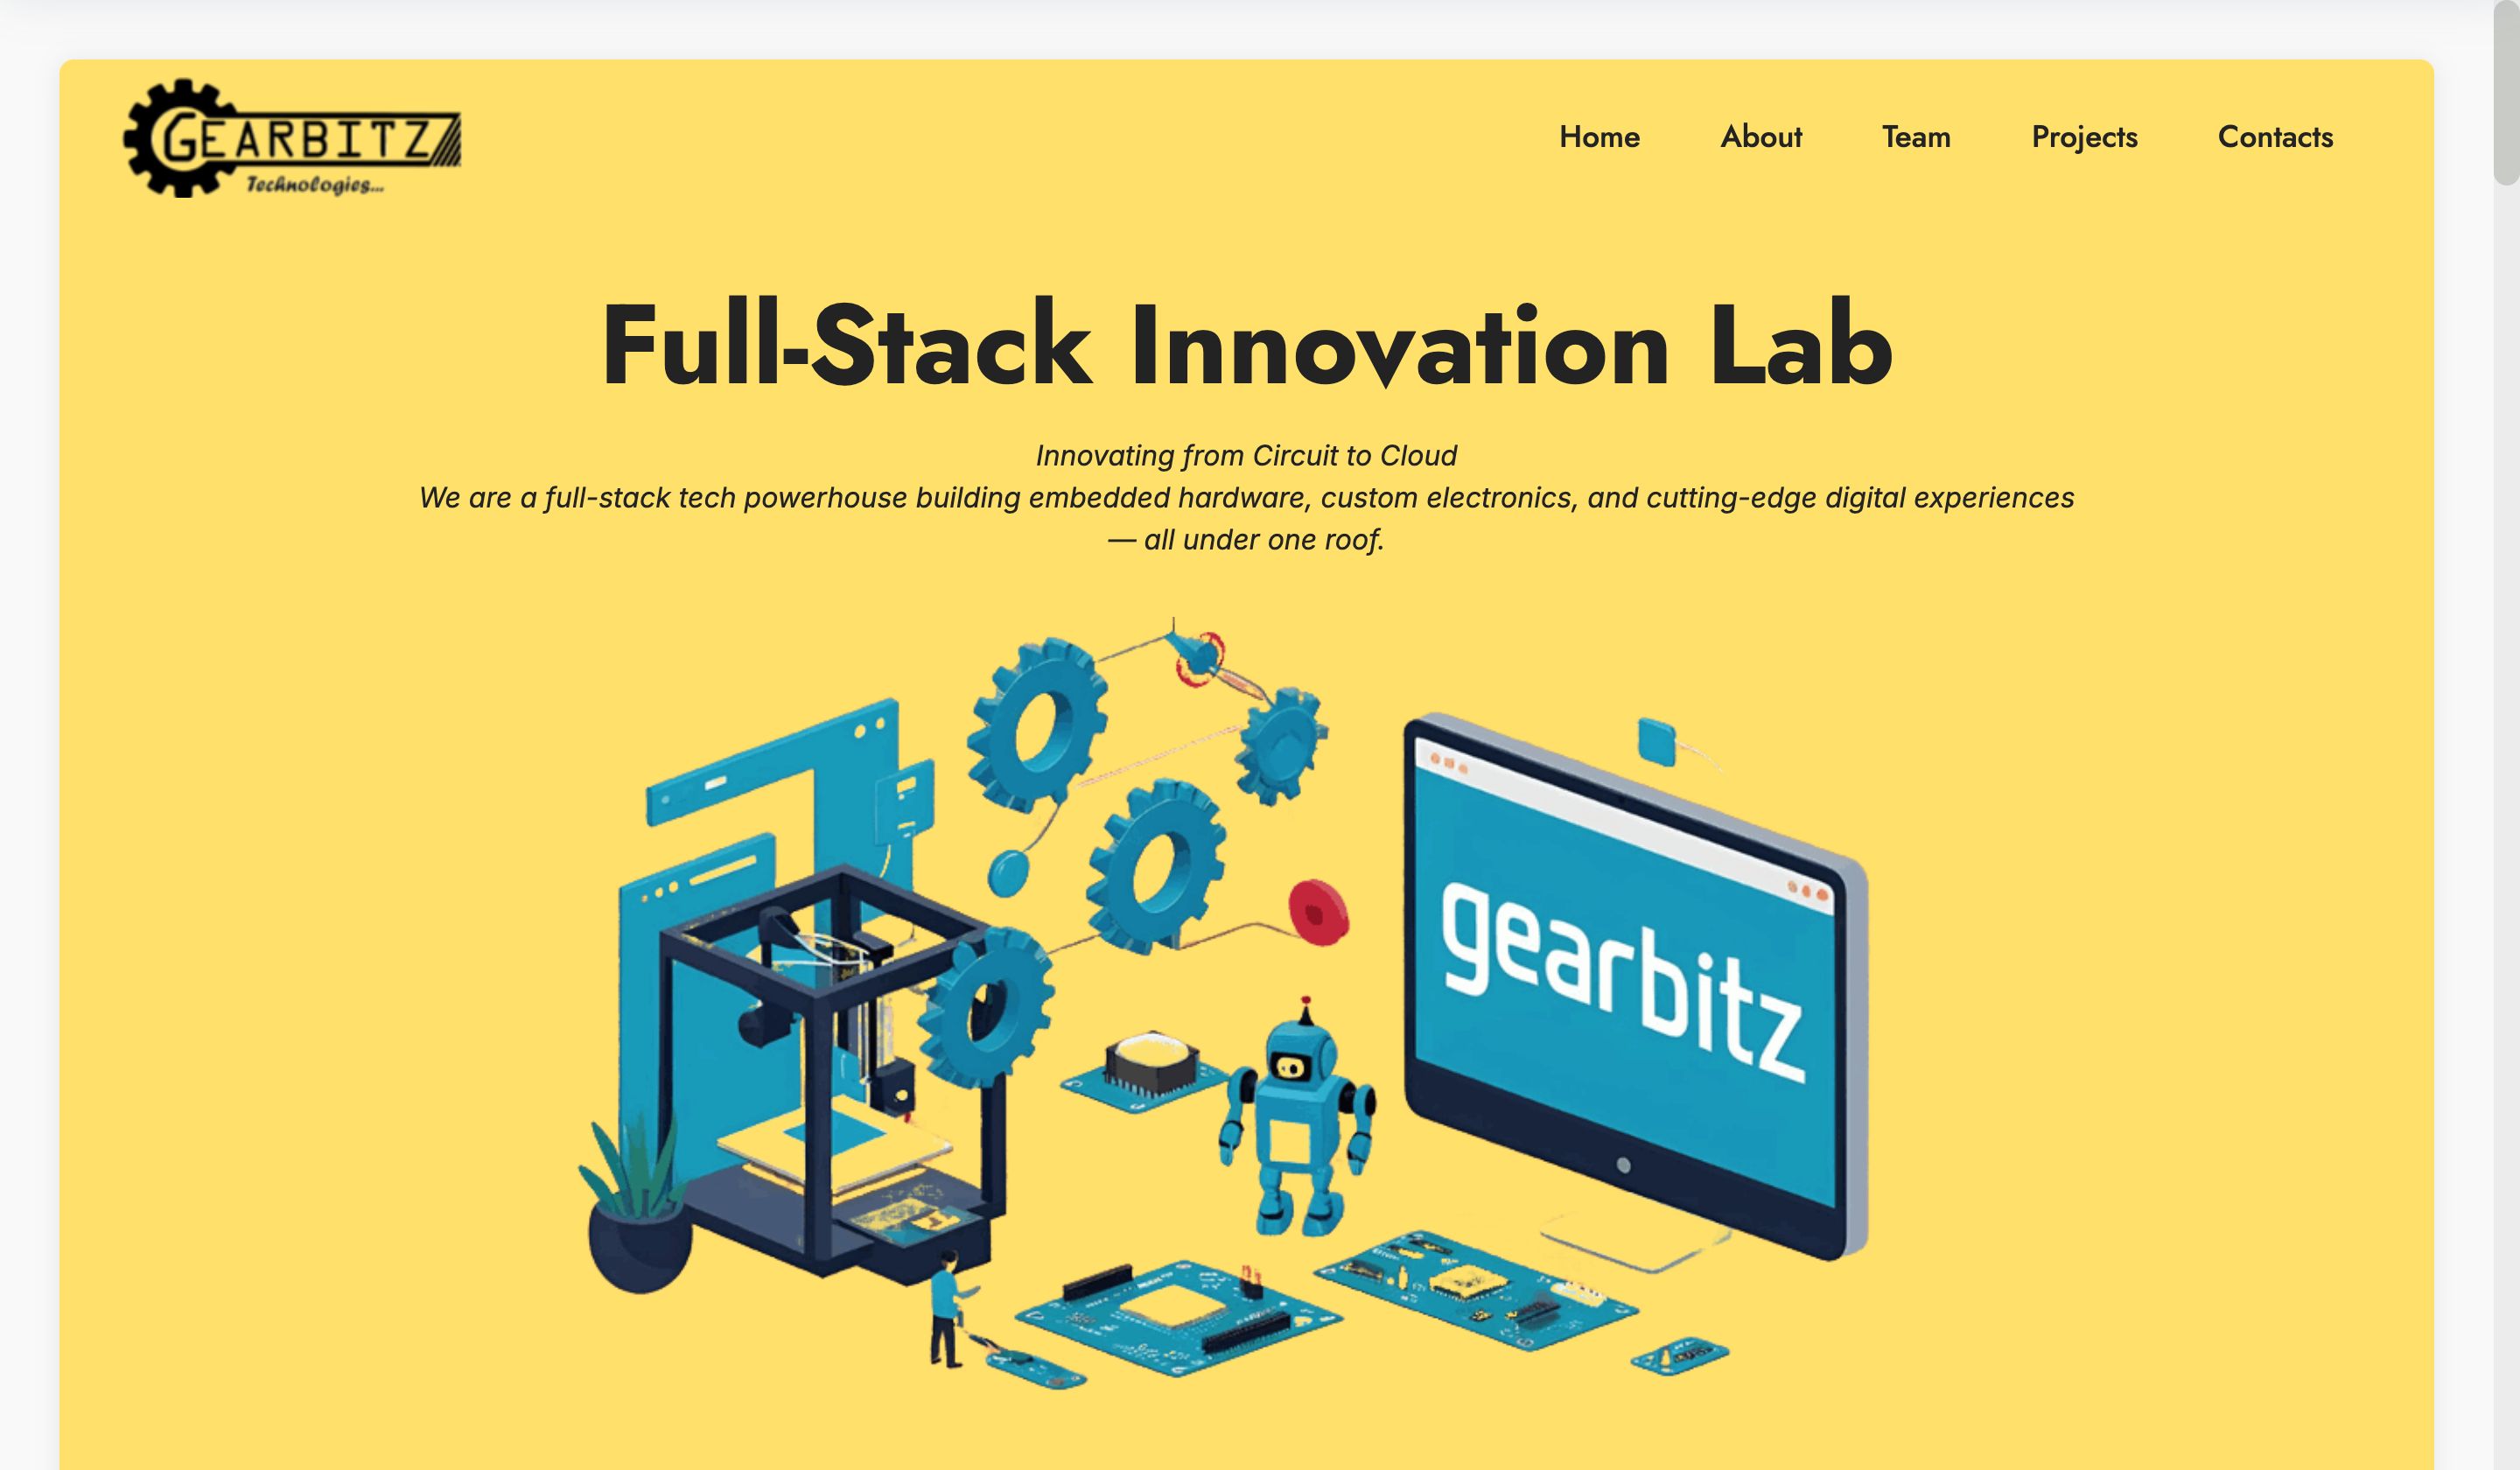 GEARBITZ
Technologies...
Home About Team Projects Contacts
Full-Stack Innovation Lab
Innovating from Circuit to Cloud
We are a full-stack tech powerhouse building embedded hardware, custom electronics, and cutting-edge digital experiences
— all under one roof.
gearbitz